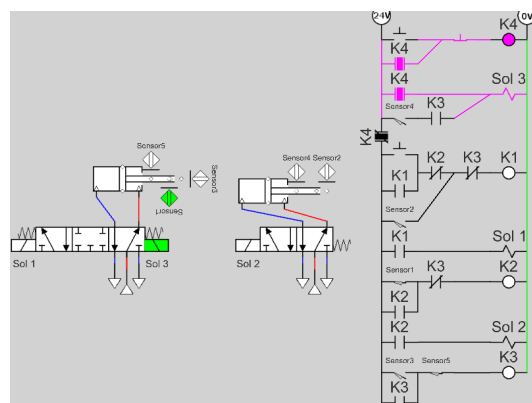 24V
0V
K4
K4
K4
Sol 3
Sensor4
K3
K4
K2
K3
K1
K1
Sensor2
K1
Sol 1
Sensor1
K3
K2
K2
K2
Sol 2
Sensor3
Sensor5
K3
K3
Sensor5
Sensor3
Sensor
Sol 1
Sol 3
Sensor4
Sensor2
Sol 2